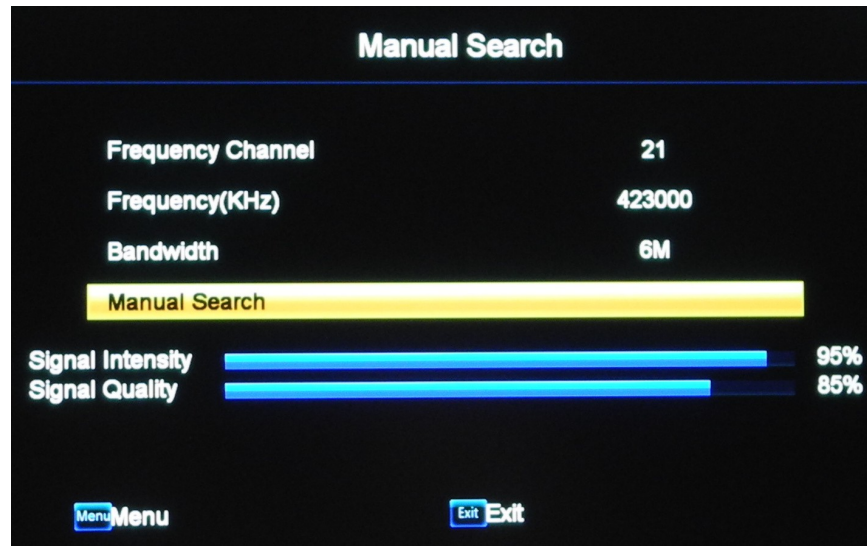 Manual Search
Frequency Channel 21
Frequency(KHz) 423000
Bandwidth 6M
Manual Search
Signal Intensity 95%
Signal Quality 85%
Menu Menu Exit Exit